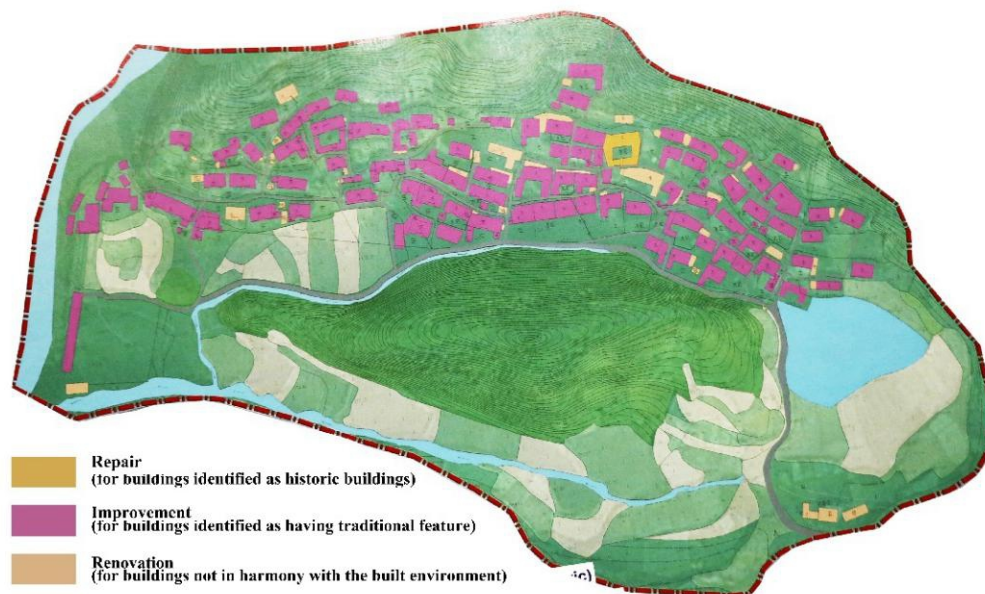 Repair
(for buildings identified as historic buildings)
Improvement
(for buildings identified as having traditional feature)
Renovation
(for buildings not in harmony with the built environment)
ic)